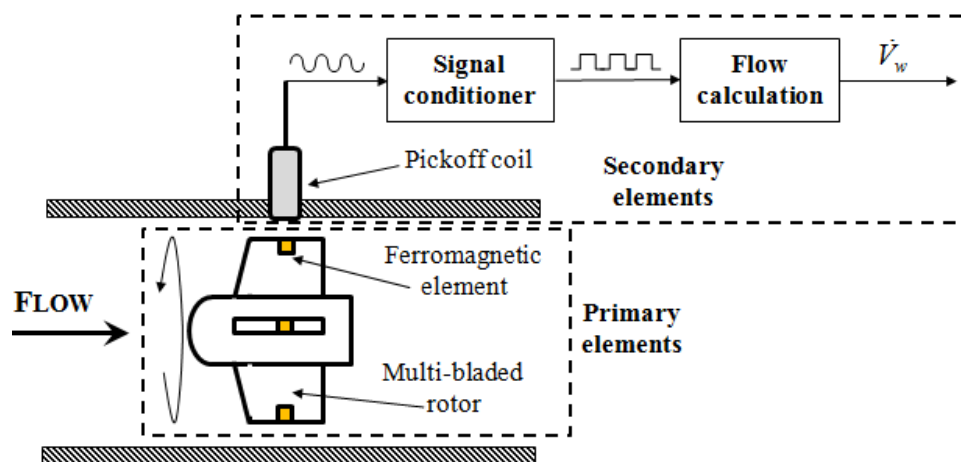 Signal
conditioner
Flow
calculation
V̇w
Pickoff coil
Secondary
elements
Ferromagnetic
element
FLOW
Primary
elements
Multi-bladed
rotor